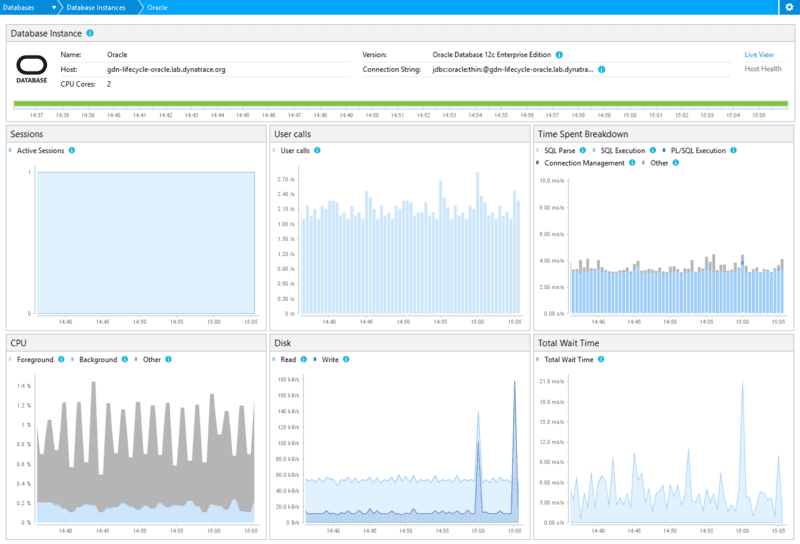 Databases Database Instances Oracle
Database Instance
Name: Oracle Version: Oracle Database 12c Enterprise Edition Live View
Host: gdn-lifecycle-oracle.lab.dynatrace.org Connection String: jdbc:oracle:thin:@gdn-lifecycle-oracle.lab.dynatra... Host Health
CPU Cores: 2
DATABASE
14:37 14:38 14:39 14:40 14:41 14:42 14:43 14:44 14:45 14:46 14:47 14:48 14:49 14:50 14:51 14:52 14:53 14:54 14:55 14:56 14:57 14:58 14:59 15:00 15:01 15:02 15:03 15:04 15:05
Sessions
Active Sessions
1
0
14:40 14:45 14:50 14:55 15:00 15:05
User calls
User calls
2.70 /s
2.40 /s
2.10 /s
1.80 /s
1.50 /s
1.20 /s
0.90 /s
0.60 /s
0.30 /s
0 /s
14:40 14:45 14:50 14:55 15:00 15:05
Time Spent Breakdown
SQL Parse SQL Execution PL/SQL Execution
Connection Management Other
10.0 ms/s
8.00 ms/s
6.00 ms/s
4.00 ms/s
2.00 ms/s
0.00 s/s
14:40 14:45 14:50 14:55 15:00 15:05
CPU
Foreground Background Other
1.4 %
1.2 %
1 %
0.8 %
0.6 %
0.4 %
0.2 %
0 %
14:40 14:45 14:50 14:55 15:00 15:05
Disk
Read Write
180 kB/s
160 kB/s
140 kB/s
120 kB/s
100 kB/s
80.0 kB/s
60.0 kB/s
40.0 kB/s
20.0 kB/s
0 B/s
14:40 14:45 14:50 14:55 15:00 15:05
Total Wait Time
Total Wait Time
21.0 ms/s
18.0 ms/s
15.0 ms/s
12.0 ms/s
9.00 ms/s
6.00 ms/s
3.00 ms/s
0.00 s/s
14:40 14:45 14:50 14:55 15:00 15:05